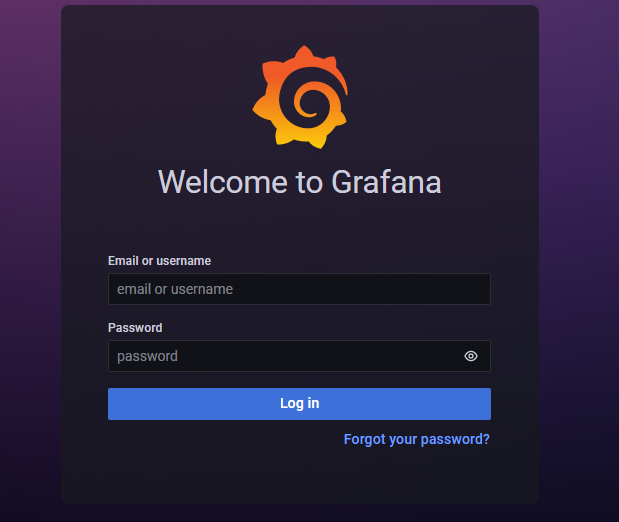 Welcome to Grafana
Email or username
email or username
Password
password
Log in
Forgot your password?